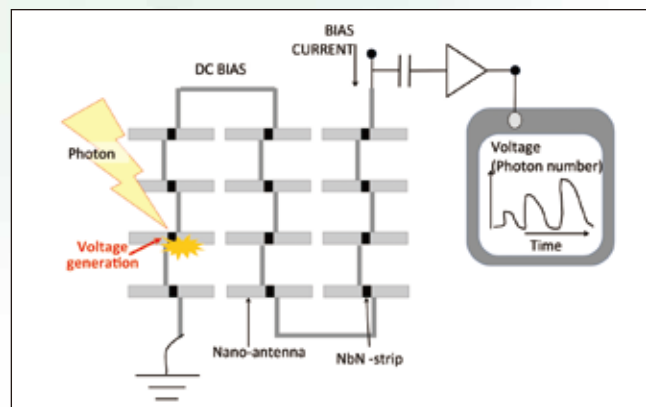 BIAS
CURRENT
DC BIAS
Photon
Voltage
generation
Nano-antenna
NbN -strip
Voltage
(Photon number)
Time